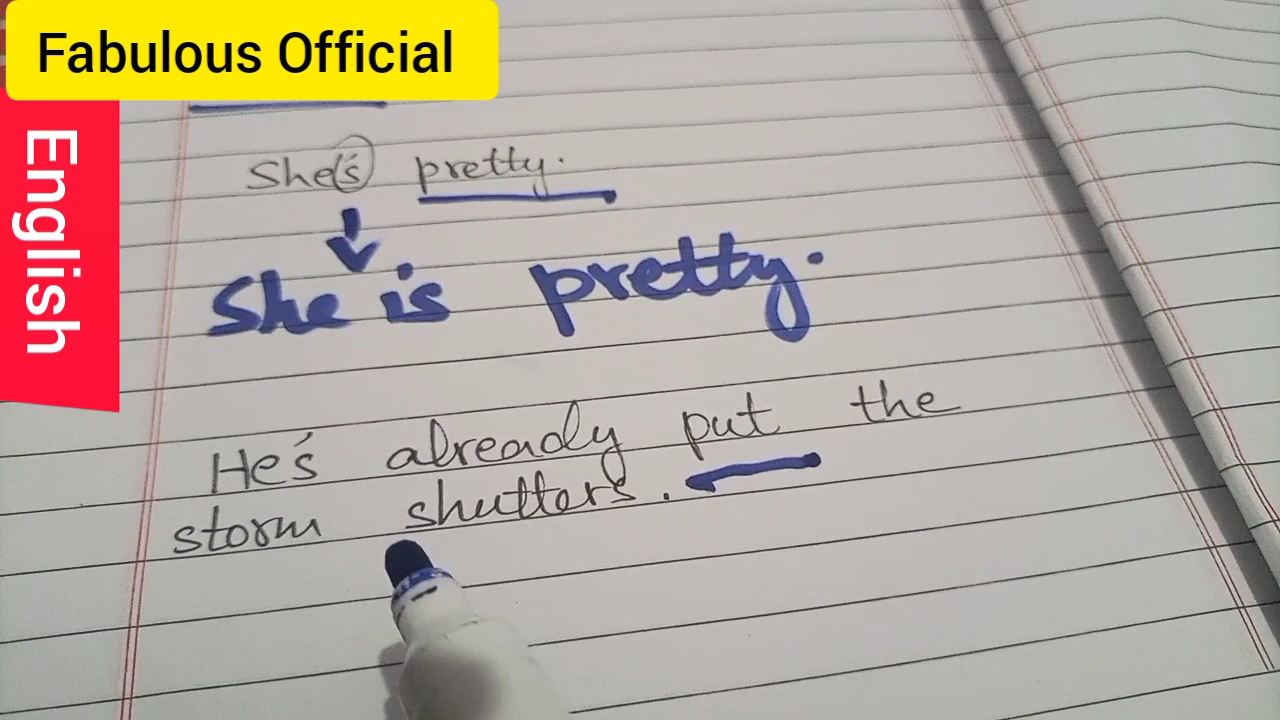 Fabulous Official
English
She's pretty.
She is pretty.
He's already put the
storm shutters.